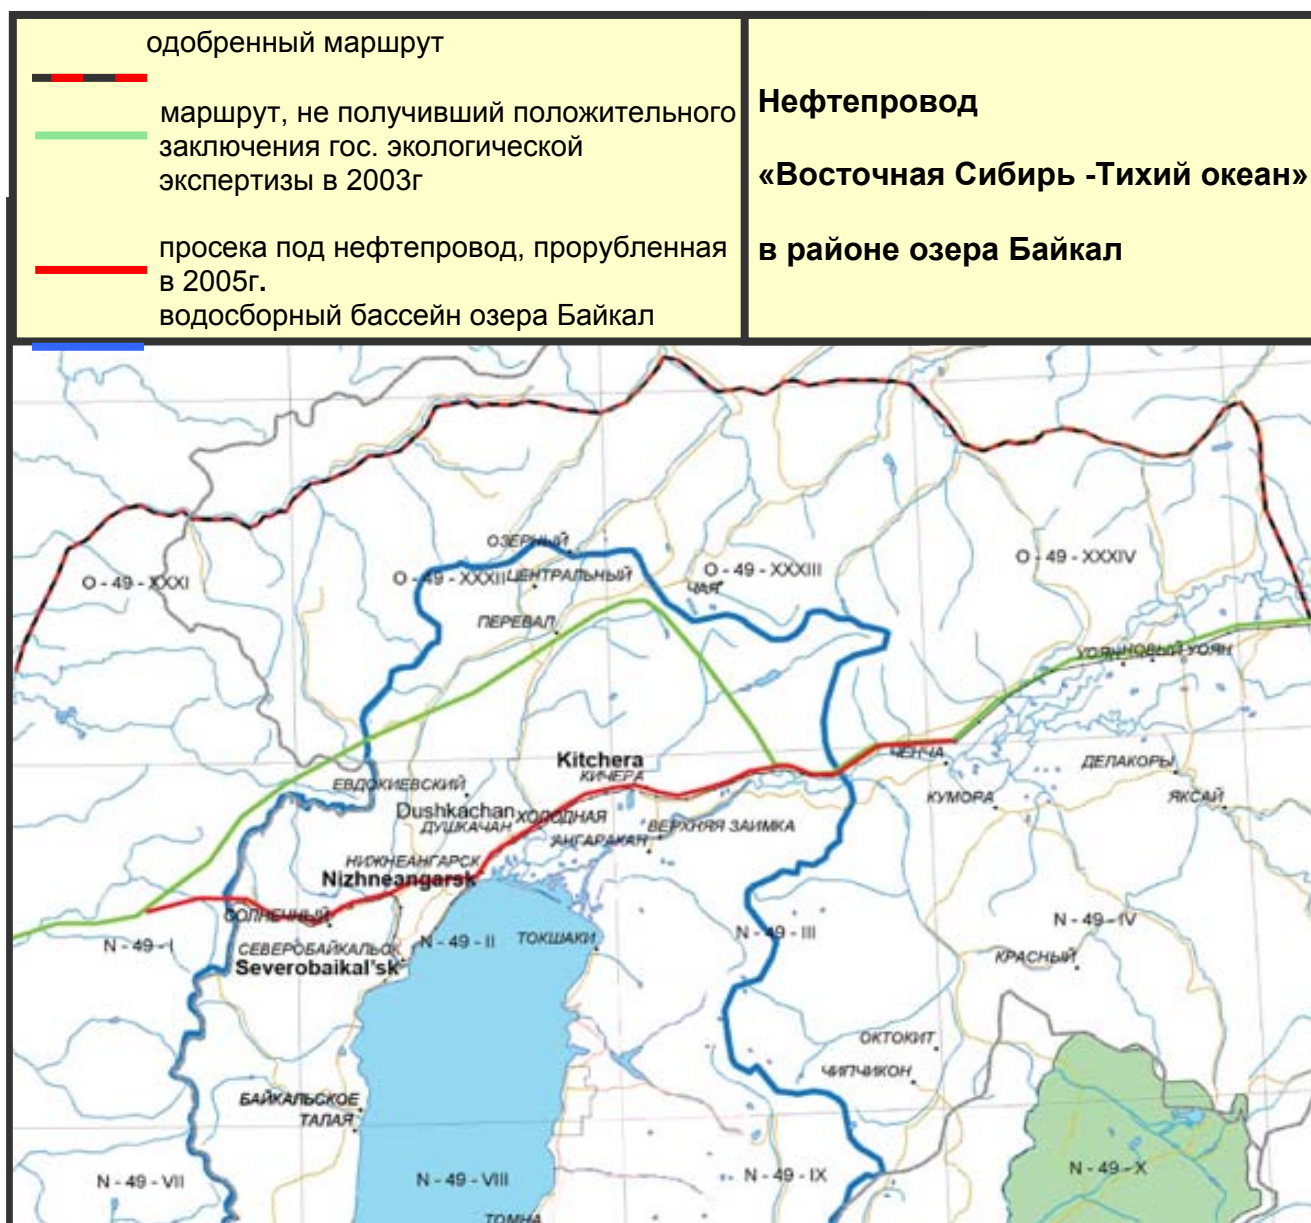 одобренный маршрут
маршрут, не получивший положительного
заключения гос. экологической
экспертизы в 2003г
просека под нефтепровод, прорубленная
в 2005г.
водосборный бассейн озера Байкал
Нефтепровод
«Восточная Сибирь -Тихий океан»
в районе озера Байкал
ОЗЕРНЫЙ
O - 49 - XXXI
O - 49 - XXXII
ЦЕНТРАЛЬНЫЙ
O - 49 - XXXIII
ЧАЯ
O - 49 - XXXIV
ПЕРЕВАЛ
УОЯН
НОВЫЙ УОЯН
ЧЕНЧА
ДЕЛАКОРЫ
Kitchera
КИЧЕРА
ЕВДОКИЕВСКИЙ
КУМОРА
ЯКСАЙ
Dushkachan
ХОЛОДНАЯ
ДУШКАЧАН
ВЕРХНЯЯ ЗАИМКА
АНГАРАКАН
НИЖНЕАНГАРСК
Nizhneangarsk
СОЛНЕЧНЫЙ
N - 49 - I
СЕВЕРОБАЙКАЛЬСК
N - 49 - II
ТОКШАКИ
N - 49 - III
N - 49 - IV
Severobaikal'sk
КРАСНЫЙ
ОКТОКИТ
ЧИПЧИКОН
БАЙКАЛЬСКОЕ
ТАЛАЯ
N - 49 - VII
N - 49 - VIII
N - 49 - IX
N - 49 - X
ТОМПА